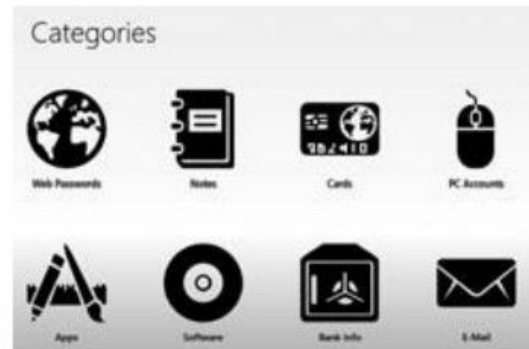 Categories
Web Passwords
Notes
Cards
PC Accounts
Apps
Software
Bank Info
E-Mail